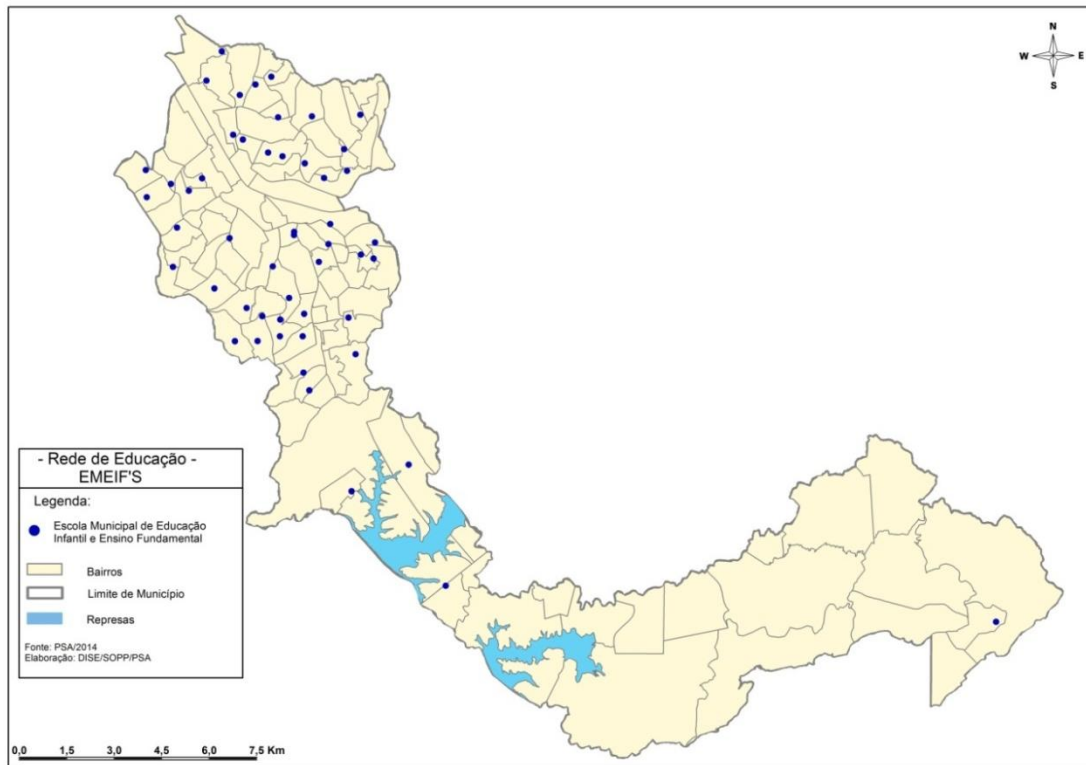 N
W E
S
- Rede de Educação -
EMEIF'S
Legenda:
Escola Municipal de Educação
Infantil e Ensino Fundamental
Bairros
Limite de Município
Represas
Fonte: PSA/2014
Elaboração: DISE/SOPP/PSA
0,0 1,5 3,0 4,5 6,0 7,5 Km